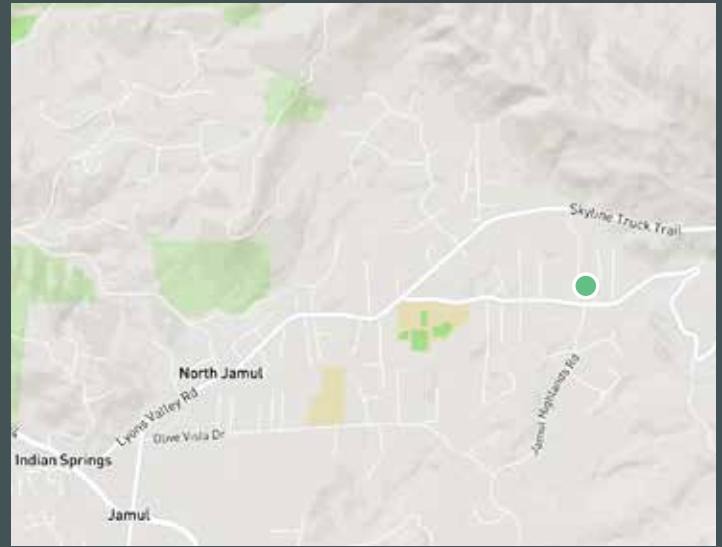 Skyline Truck Trail
North Jamul
Jamul Highlands Rd
Lyons Valley Rd
Olive Vista Dr
Indian Springs
Jamul